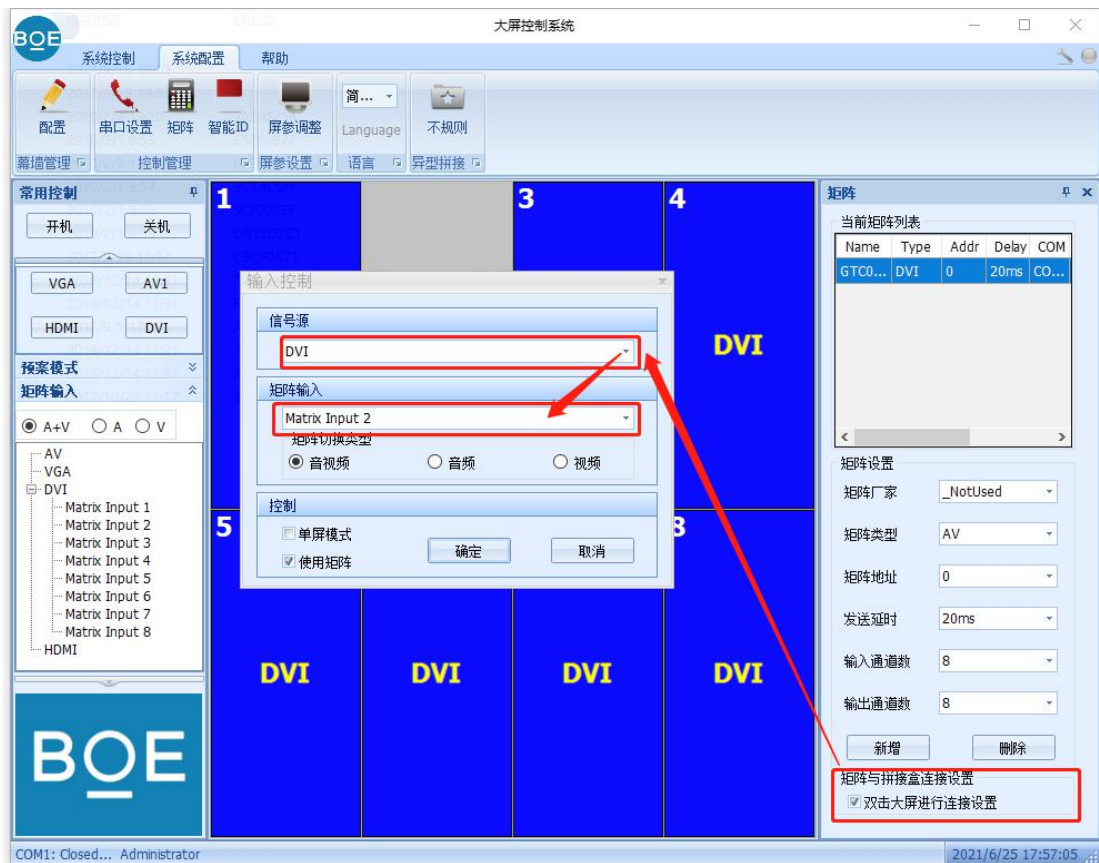 大屏控制系统
BOE
系统控制 系统配置 帮助
配置 串口设置 矩阵 智能ID 屏参调整 简... Language 不规则
幕墙管理 控制管理 屏参设置 语言 异型拼接
常用控制
开机 关机
VGA AV1
HDMI DVI
预案模式
矩阵输入
A+V A V
AV
VGA
DVI
Matrix Input 1
Matrix Input 2
Matrix Input 3
Matrix Input 4
Matrix Input 5
Matrix Input 6
Matrix Input 7
Matrix Input 8
HDMI
BOE
1 3 4
DVI
5 8
DVI DVI DVI DVI
输入控制
信号源
DVI
矩阵输入
Matrix Input 2
矩阵切换类型
音视频 音频 视频
控制
单屏模式
使用矩阵
确定 取消
矩阵
当前矩阵列表
Name Type Addr Delay COM
GTC0... DVI 0 20ms CO...
矩阵设置
矩阵厂家 _NotUsed
矩阵类型 AV
矩阵地址 0
发送延时 20ms
输入通道数 8
输出通道数 8
新增 删除
矩阵与拼接盒连接设置
双击大屏进行连接设置
COM1: Closed... Administrator
2021/6/25 17:57:05